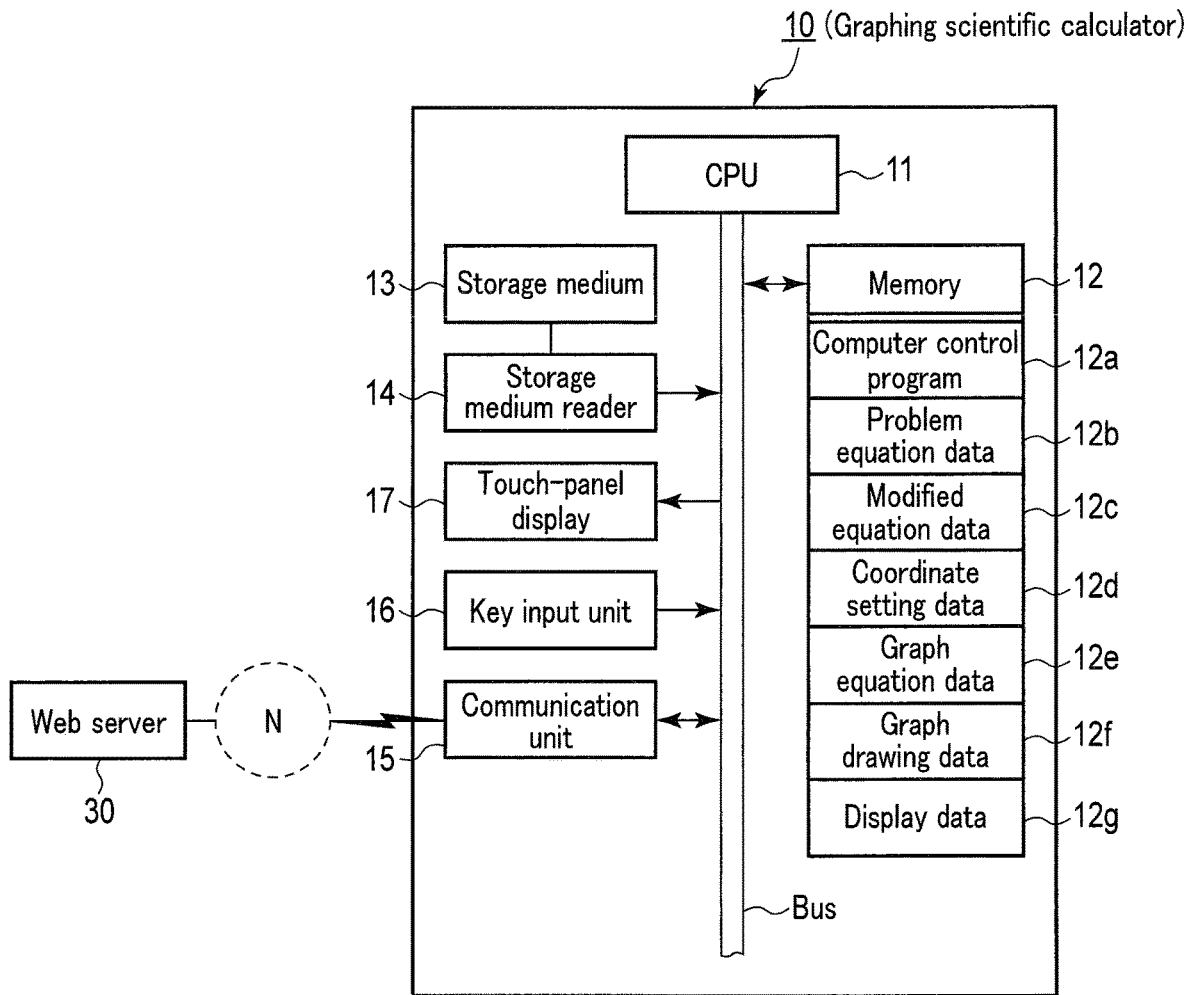 10 (Graphing scientific calculator)
CPU
11
13
Storage medium
Memory
12
14
Storage
medium reader
Computer control
program
12a
Problem
equation data
12b
17
Touch-panel
display
Modified
equation data
12c
16
Key input unit
Coordinate
setting data
12d
Graph
equation data
12e
Web server
30
N
Communication
unit
15
Graph
drawing data
12f
Display data
12g
Bus